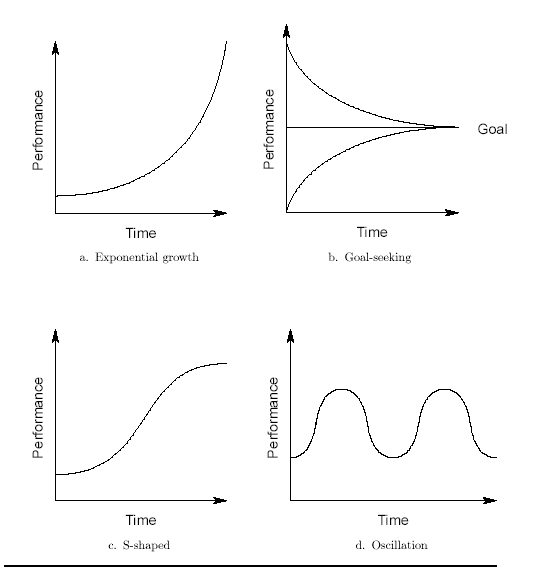 Performance
Time
a. Exponential growth
Performance
Goal
Time
b. Goal-seeking
Performance
Time
c. S-shaped
Performance
Time
d. Oscillation